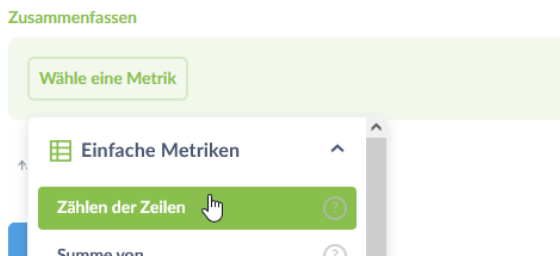 Zusammenfassen
Wähle eine Metrik
Einfache Metriken
Zählen der Zeilen
?
Summe von
?